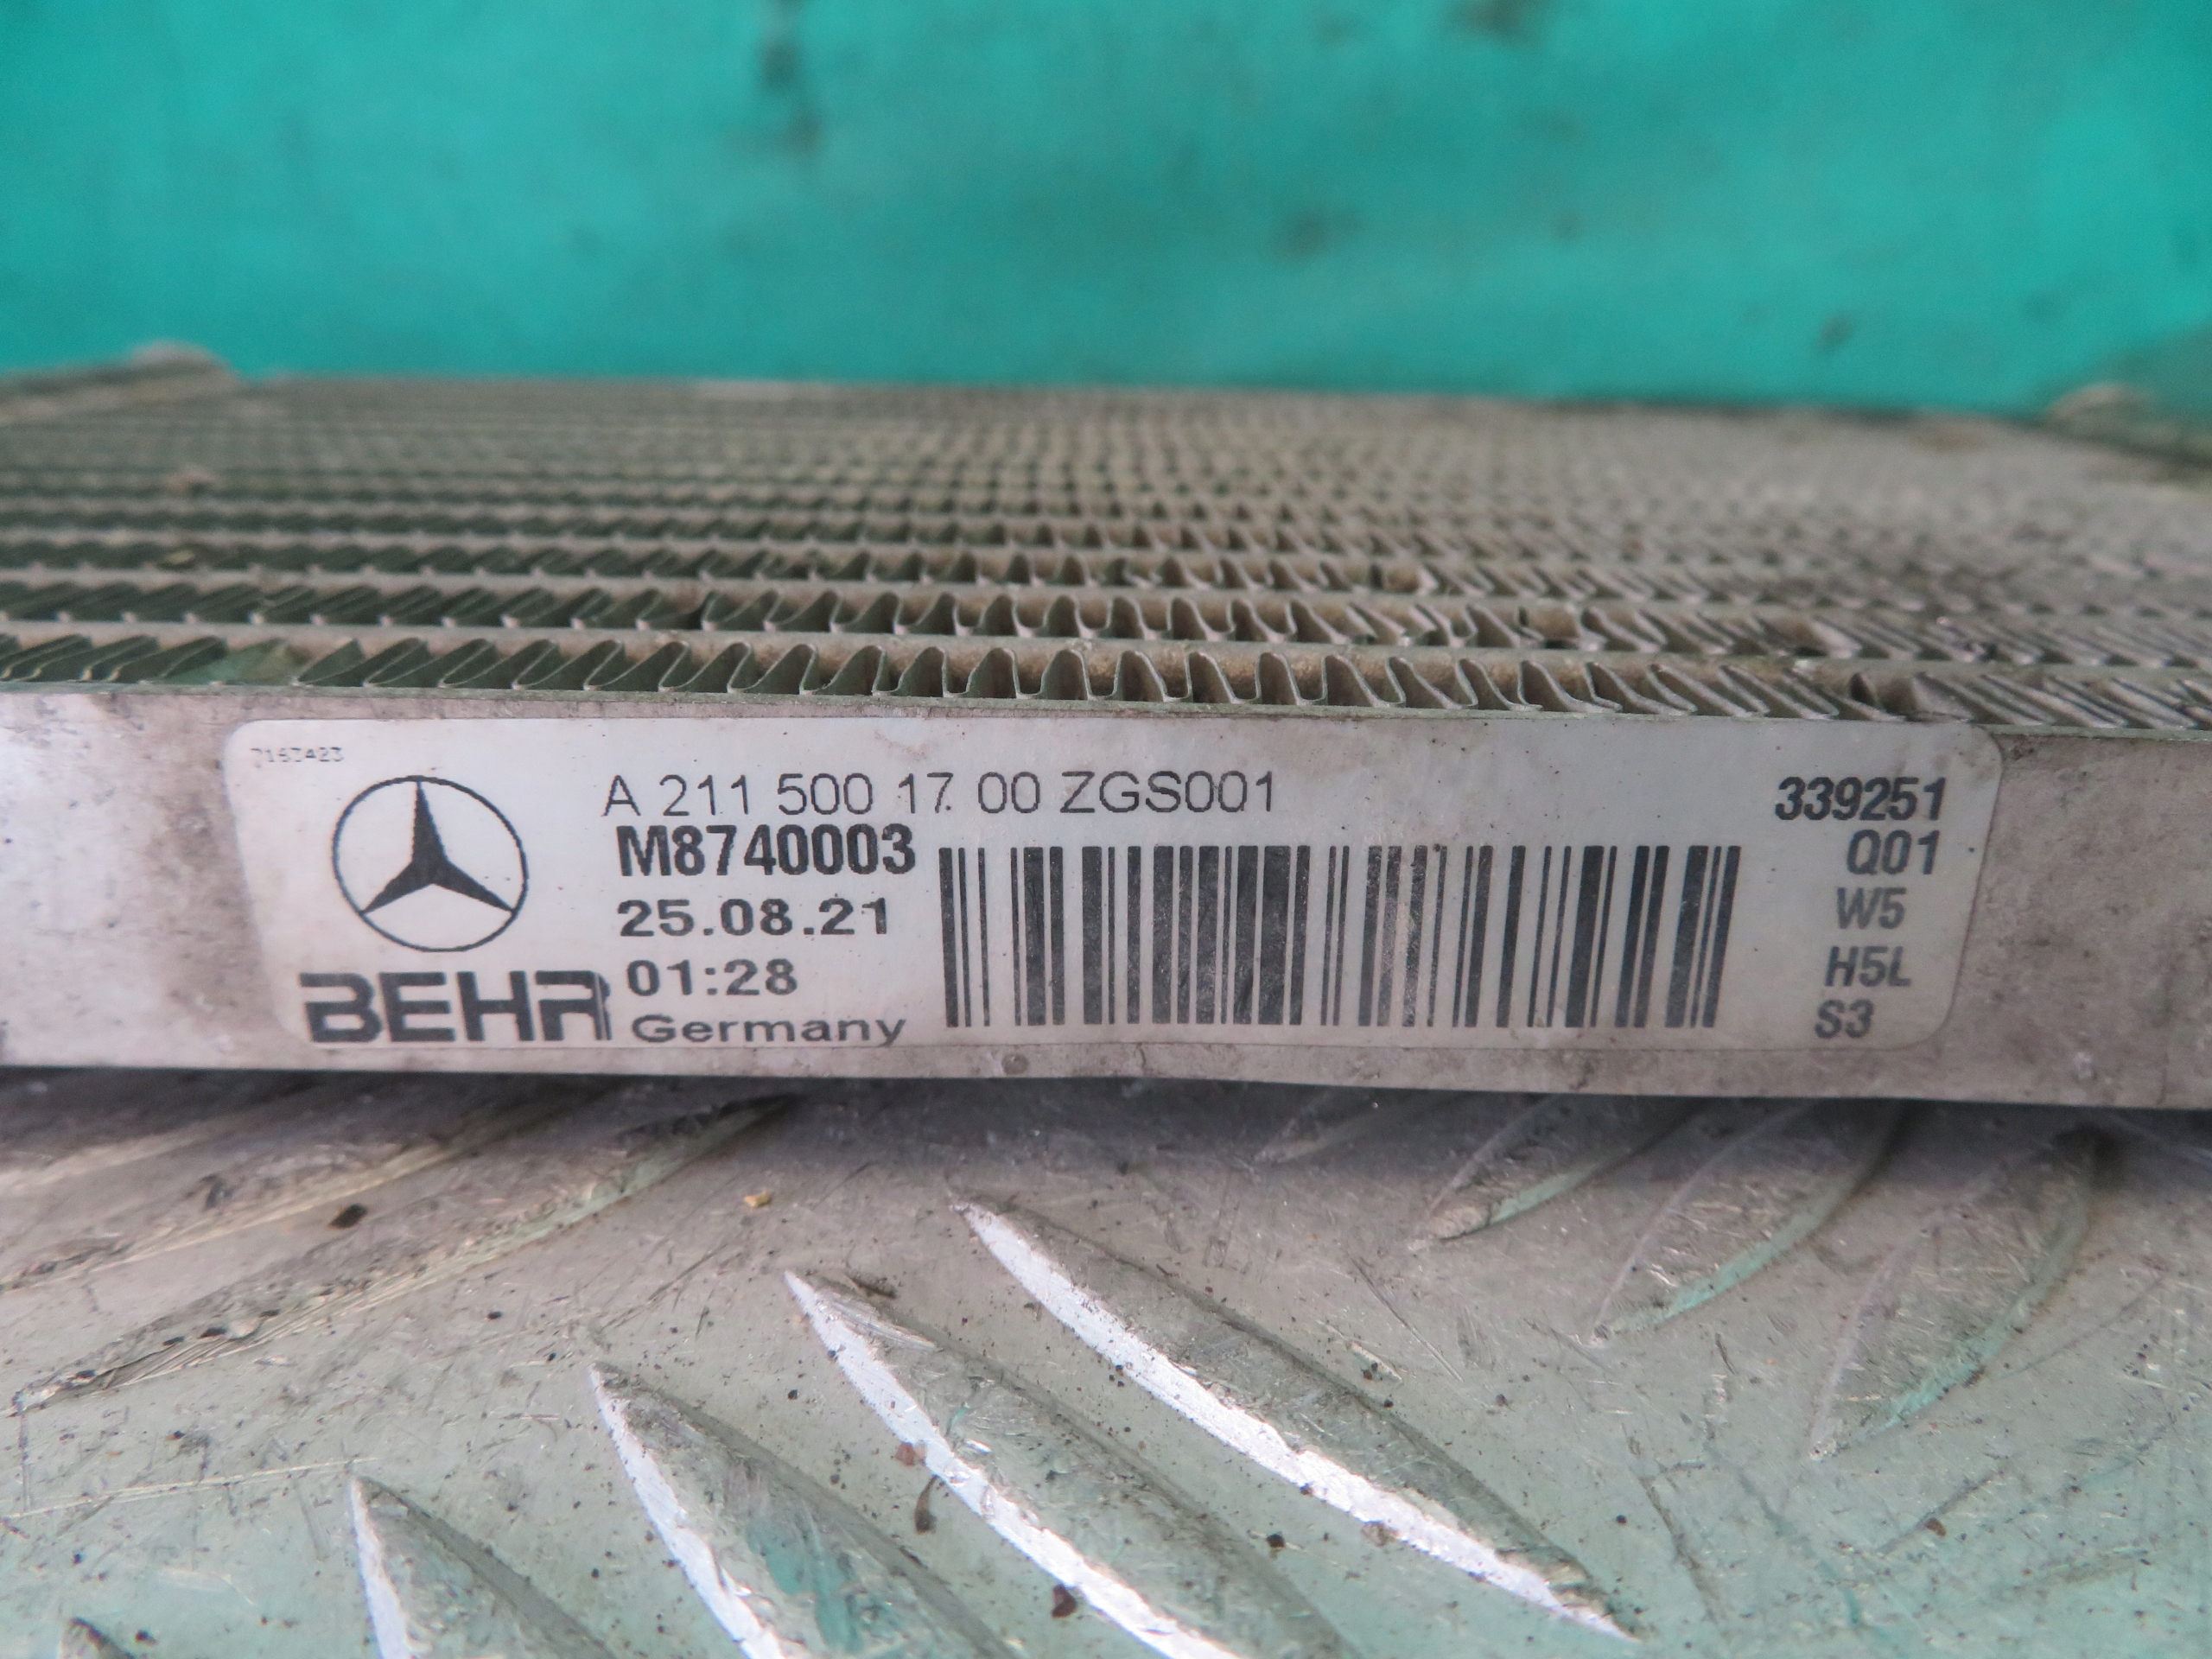 A 211 500 17 00 ZGS001
M8740003
25.08.21
01:28
BEHR
Germany
339251
Q01
W5
H5L
S3